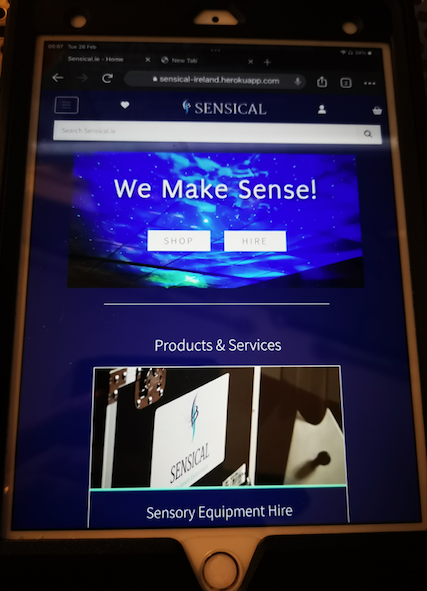 Tue 28 Feb
Sensical.ie - Home
New Tab
sensical-ireland.herokuapp.com
SENSICAL
Search Sensical.ie
We Make Sense!
SHOP HIRE
Products & Services
SENSICAL
Sensory Equipment Hire